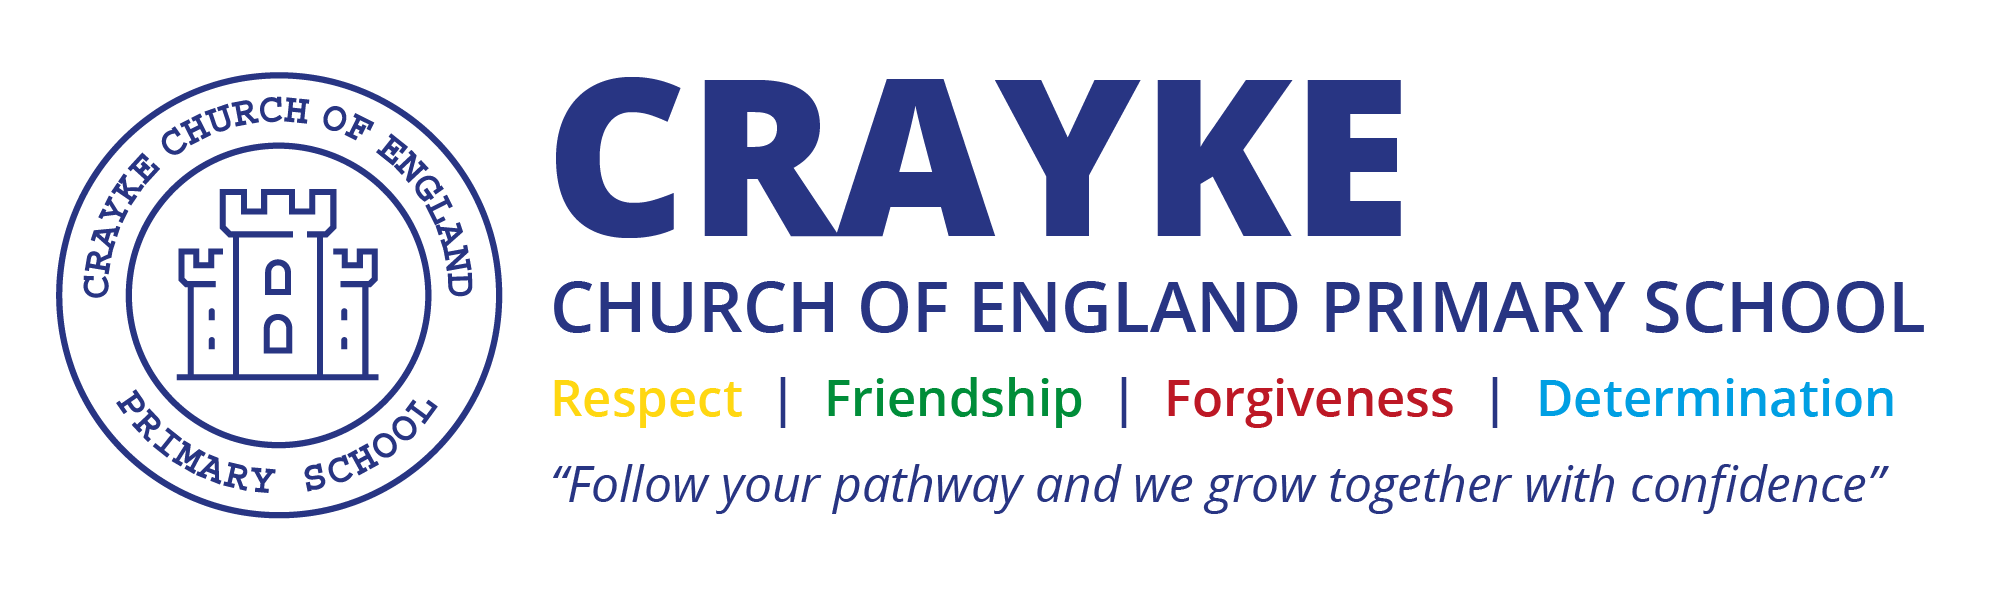 CRAYKE CHURCH OF ENGLAND
PRIMARY SCHOOL
CRAYKE
CHURCH OF ENGLAND PRIMARY SCHOOL
Respect | Friendship | Forgiveness | Determination
“Follow your pathway and we grow together with confidence”